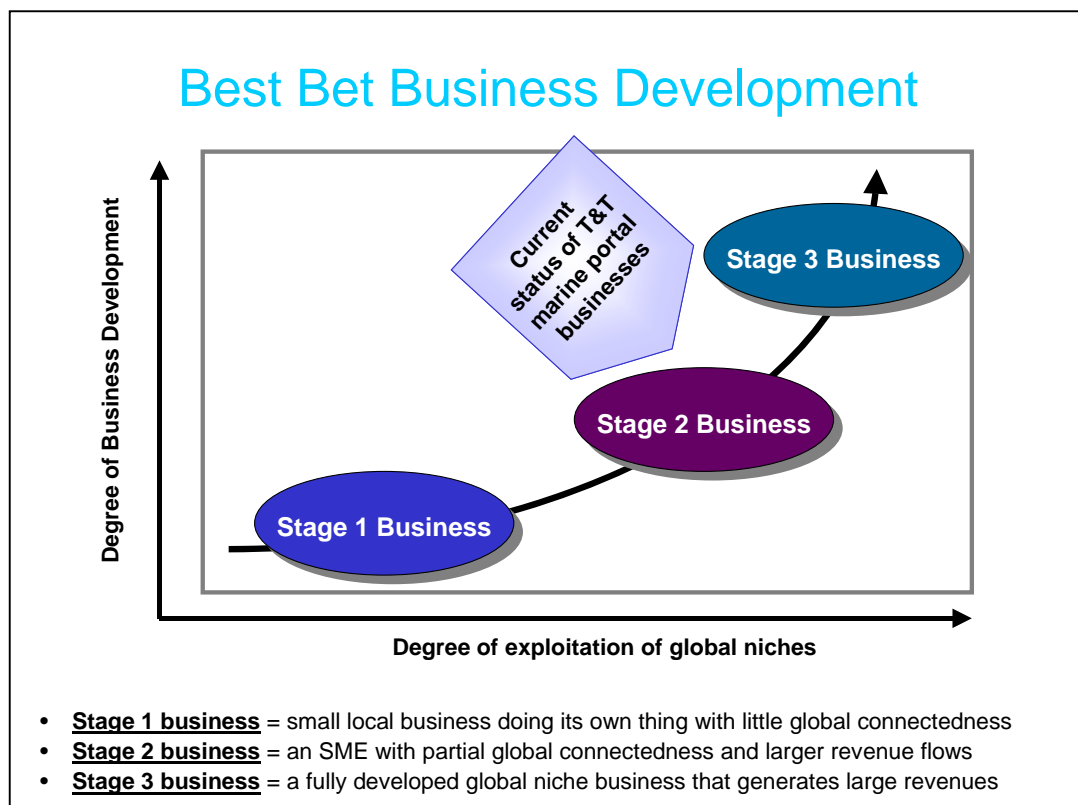 Best Bet Business Development
Degree of Business Development
Current
status of T&T
marine portal
businesses
Stage 3 Business
Stage 2 Business
Stage 1 Business
Degree of exploitation of global niches
• Stage 1 business = small local business doing its own thing with little global connectedness
• Stage 2 business = an SME with partial global connectedness and larger revenue flows
• Stage 3 business = a fully developed global niche business that generates large revenues